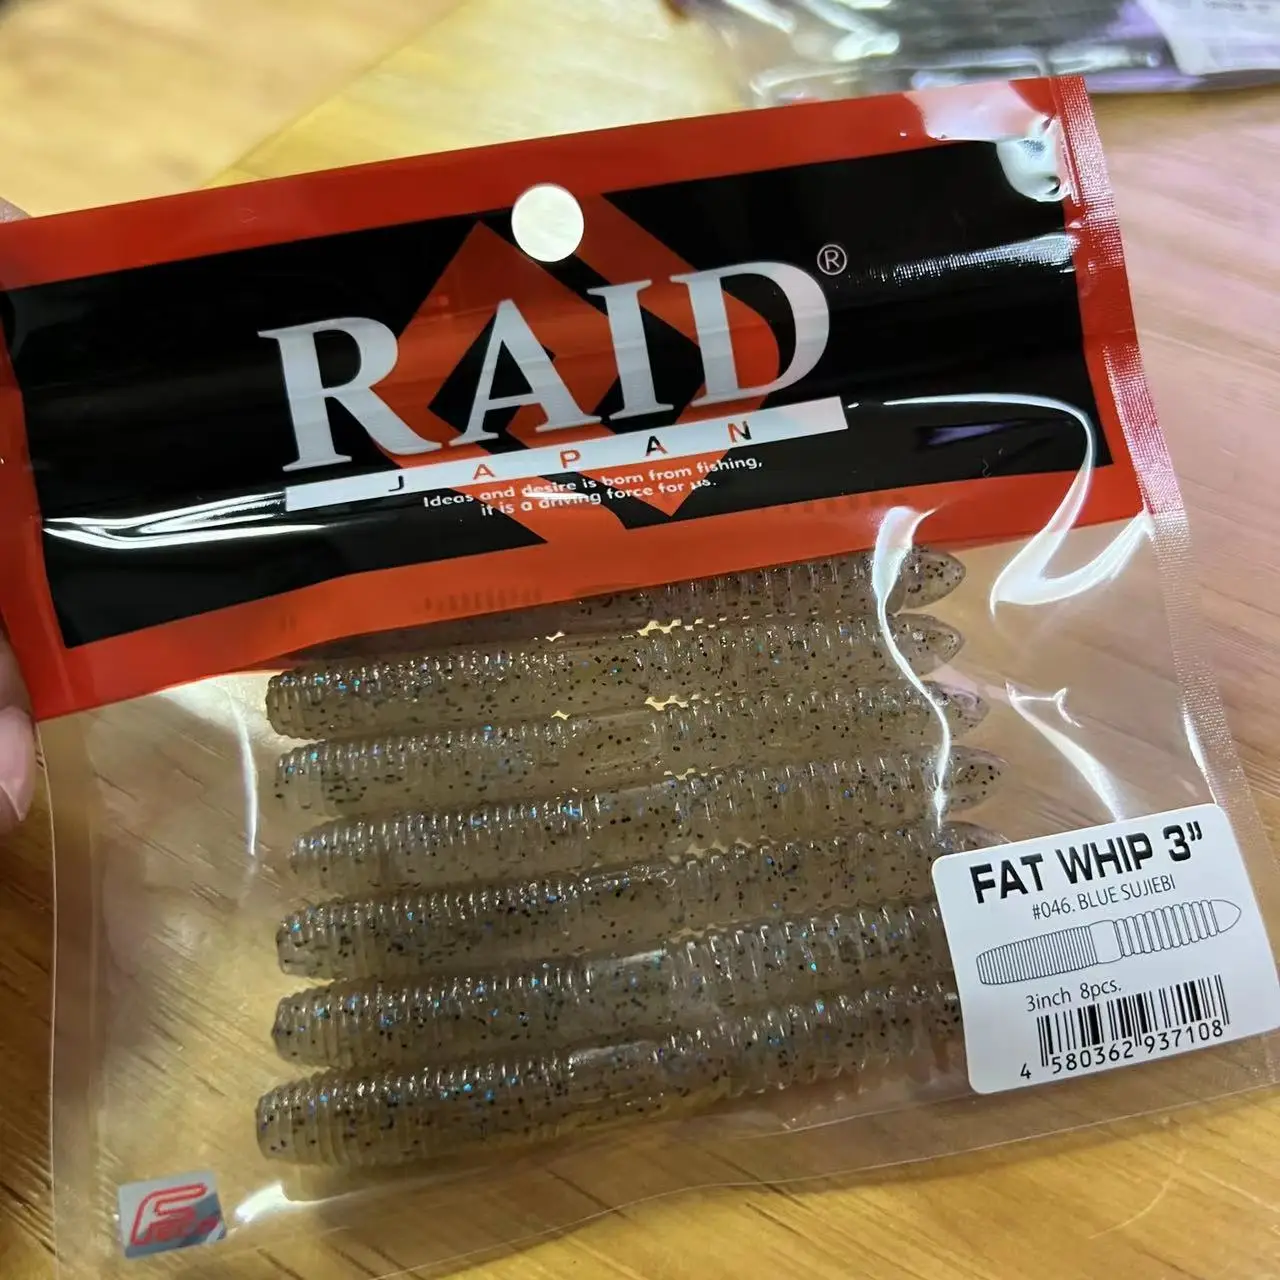 RAID®
JAPAN
Ideas and desire is born from fishing,
it is a driving force for us.
FAT WHIP 3”
#046. BLUE SUJIEBI
3inch 8pcs.
4 580362 937108